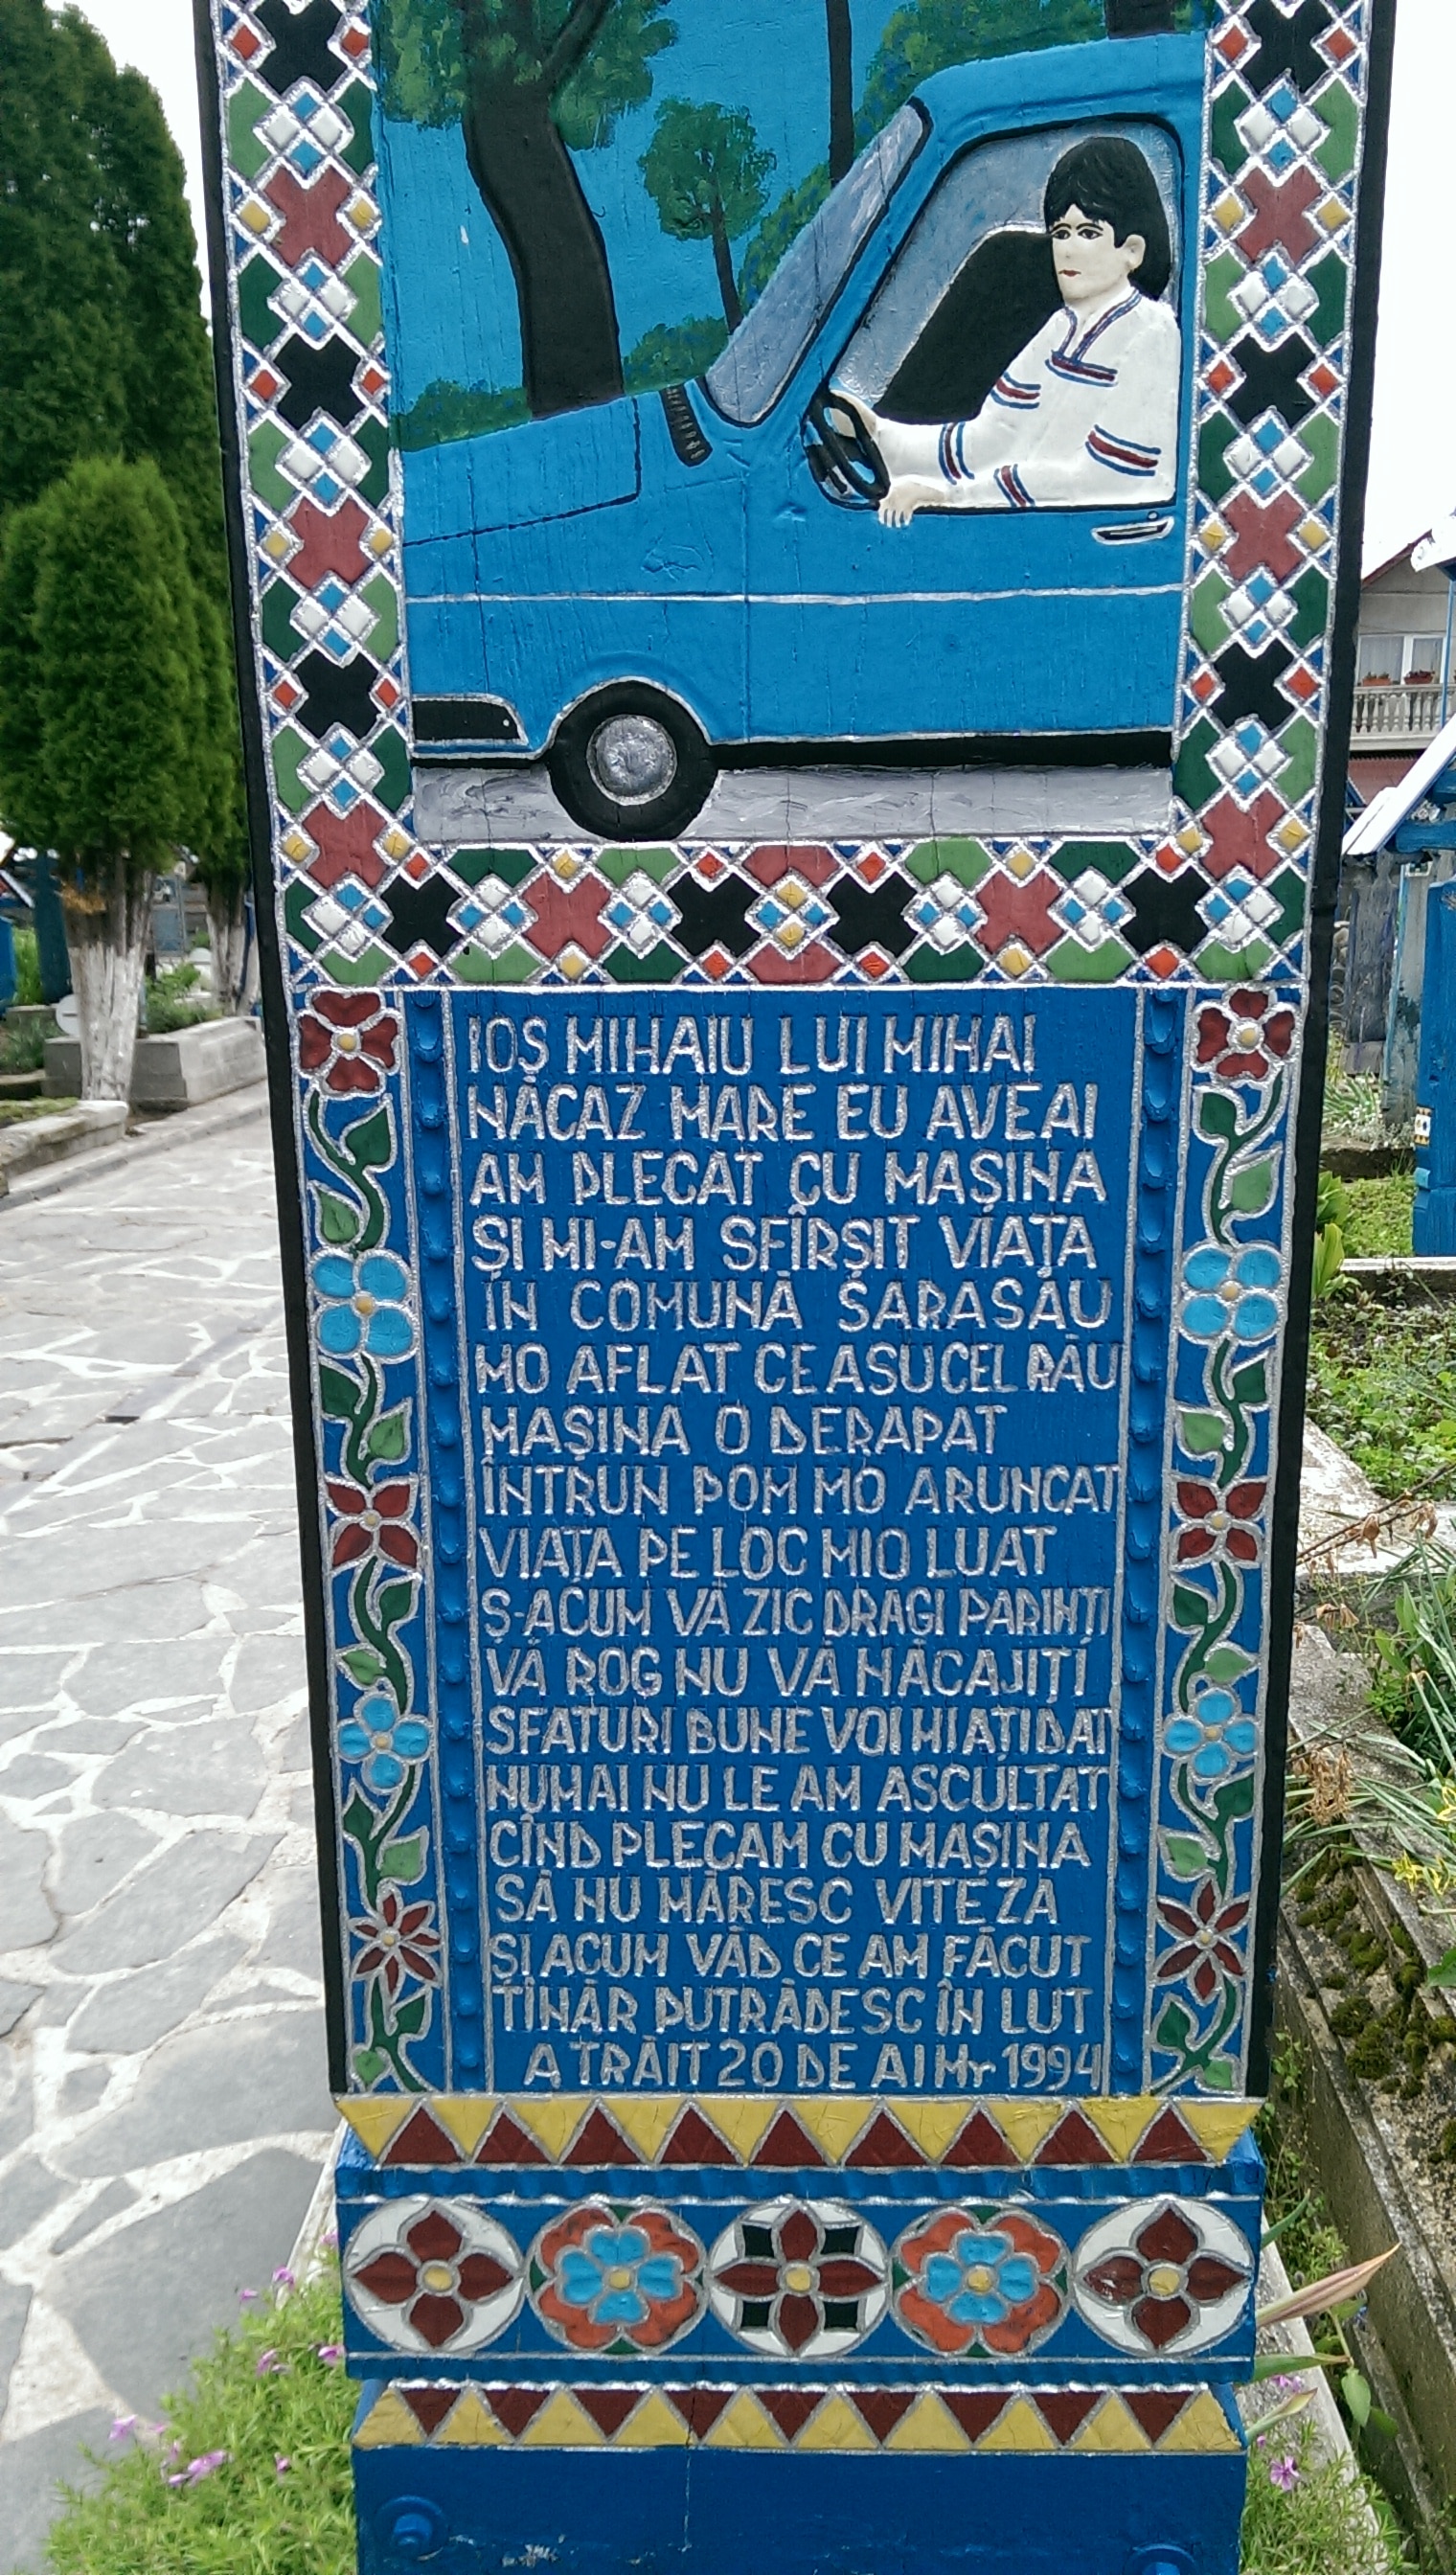 IOȘ MIHAIU LUI MIHAI
NĂCAZ MARE EU AVEAI
AM PLECAT CU MAȘINA
ȘI MI-AM SFÎRȘIT VIAȚA
ÎN COMUNĂ SARASĂU
MO AFLAT CEASUCEL RĂU
MAȘINA O DERAPAT
ÎNTRUN POM MO ARUNCAT
VIAȚA PE LOC MIO LUAT
Ș-ACUM VĂ ZIC DRAGI PARINȚI
VĂ ROG NU VĂ NĂCAJIȚI
SFATURI BUNE VOI MIAȚI DAT
NUMAI NU LE AM ASCULTAT
CÎND PLECAM CU MAȘINA
SĂ NU MĂRESC VITEZA
ȘI ACUM VĂD CE AM FĂCUT
TÎNĂR PUTRĂDESC ÎN LUT
A TRĂIT 20 DE AI Mr 1994